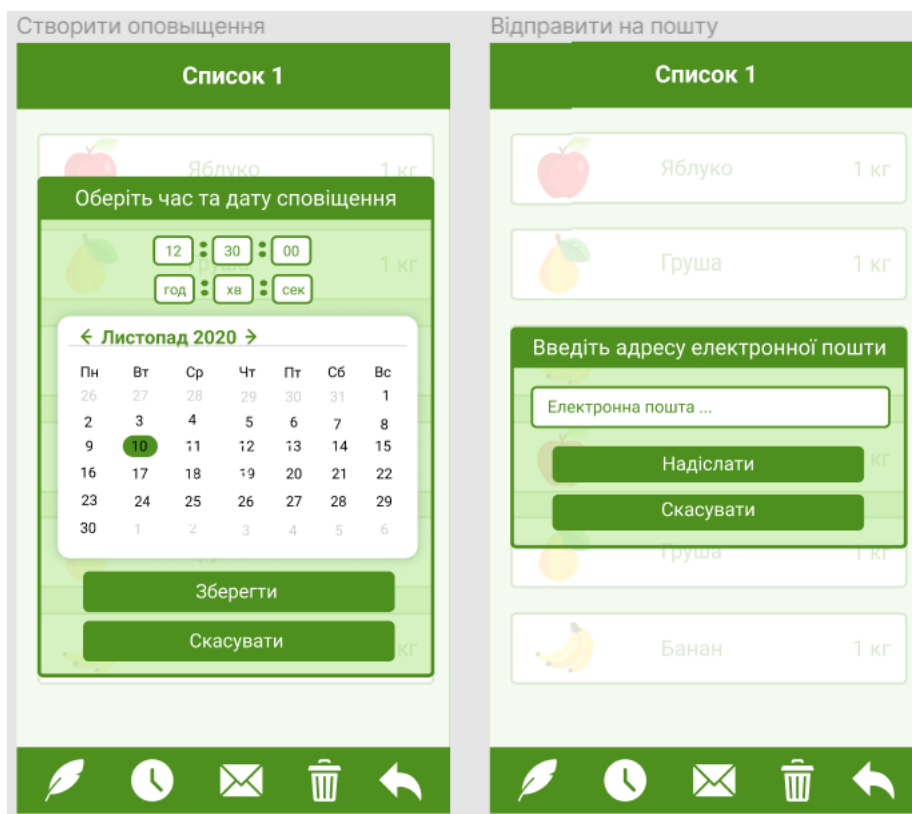 Створити оповыщення
Список 1
Яблуко 1 кг
Оберіть час та дату сповіщення
12 : 30 : 00
Груша 1 кг
год : хв : сек
← Листопад 2020 →
Пн Вт Ср Чт Пт Сб Вс
26 27 28 29 30 31 1
2 3 4 5 6 7 8
9 10 11 12 13 14 15
16 17 18 19 20 21 22
23 24 25 26 27 28 29
30 1 2 3 4 5 6
Зберегти
Скасувати
кг
Відправити на пошту
Список 1
Яблуко 1 кг
Груша 1 кг
Введіть адресу електронної пошти
Електронна пошта ...
Надіслати
кг
Скасувати
Груша 1 кг
Банан 1 кг